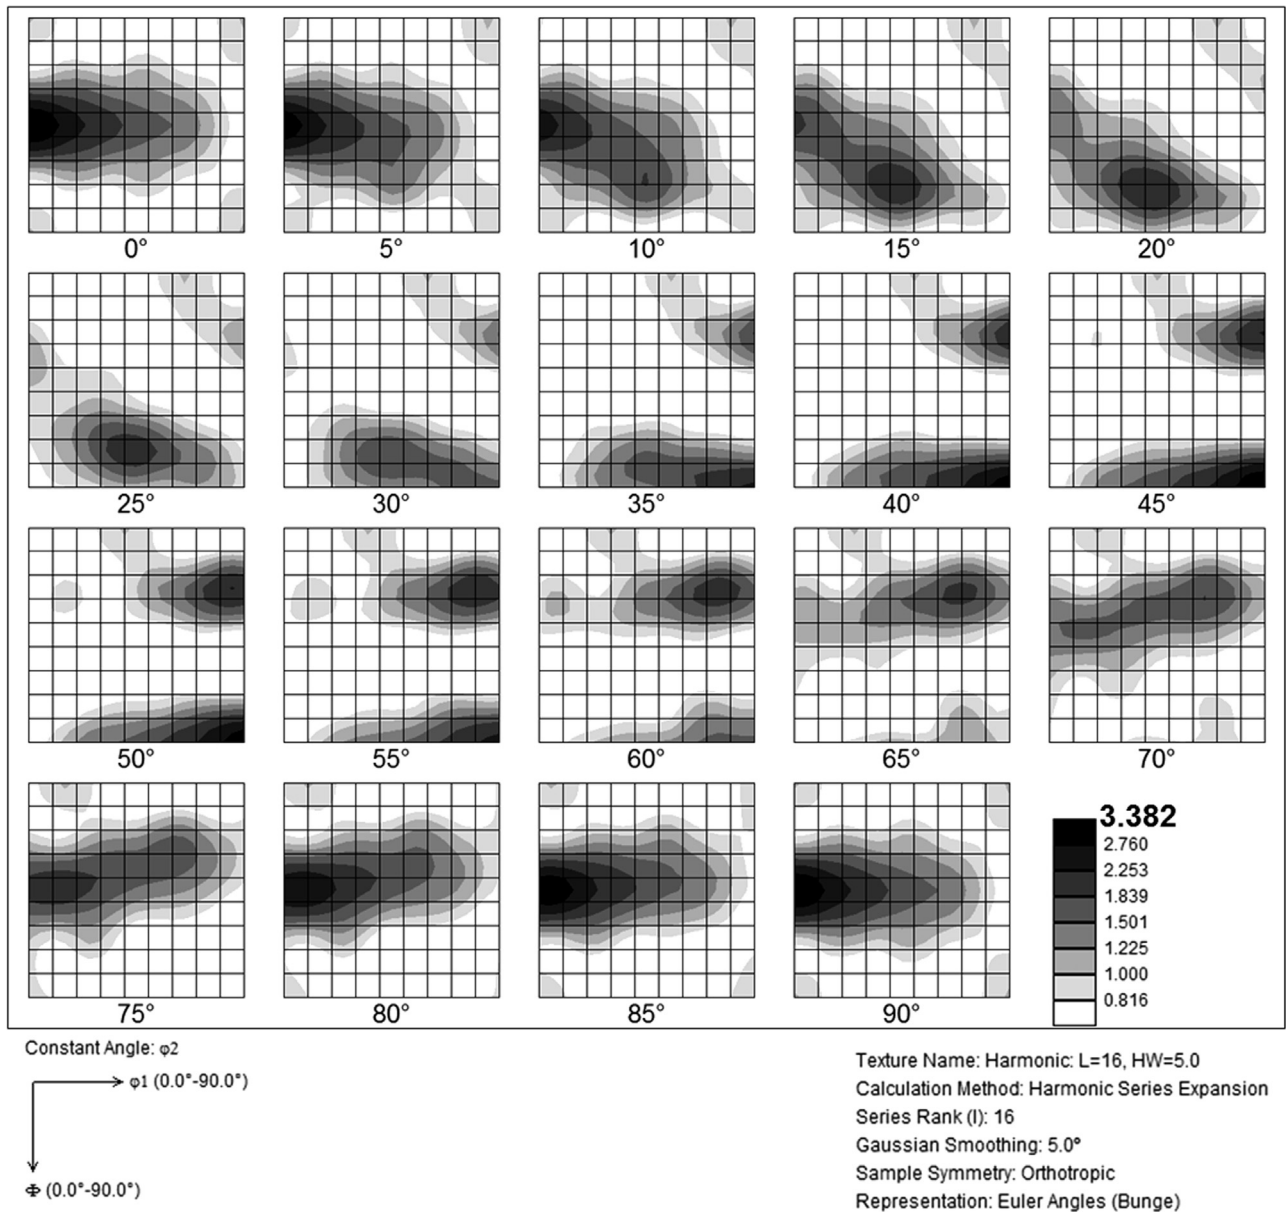 0° 5° 10° 15° 20°
25° 30° 35° 40° 45°
50° 55° 60° 65° 70°
3.382
2.760
2.253
1.839
1.501
1.225
1.000
0.816
75° 80° 85° 90°
Constant Angle: φ2
φ1 (0.0°-90.0°)
Φ (0.0°-90.0°)
Texture Name: Harmonic: L=16, HW=5.0
Calculation Method: Harmonic Series Expansion
Series Rank (l): 16
Gaussian Smoothing: 5.0°
Sample Symmetry: Orthotropic
Representation: Euler Angles (Bunge)